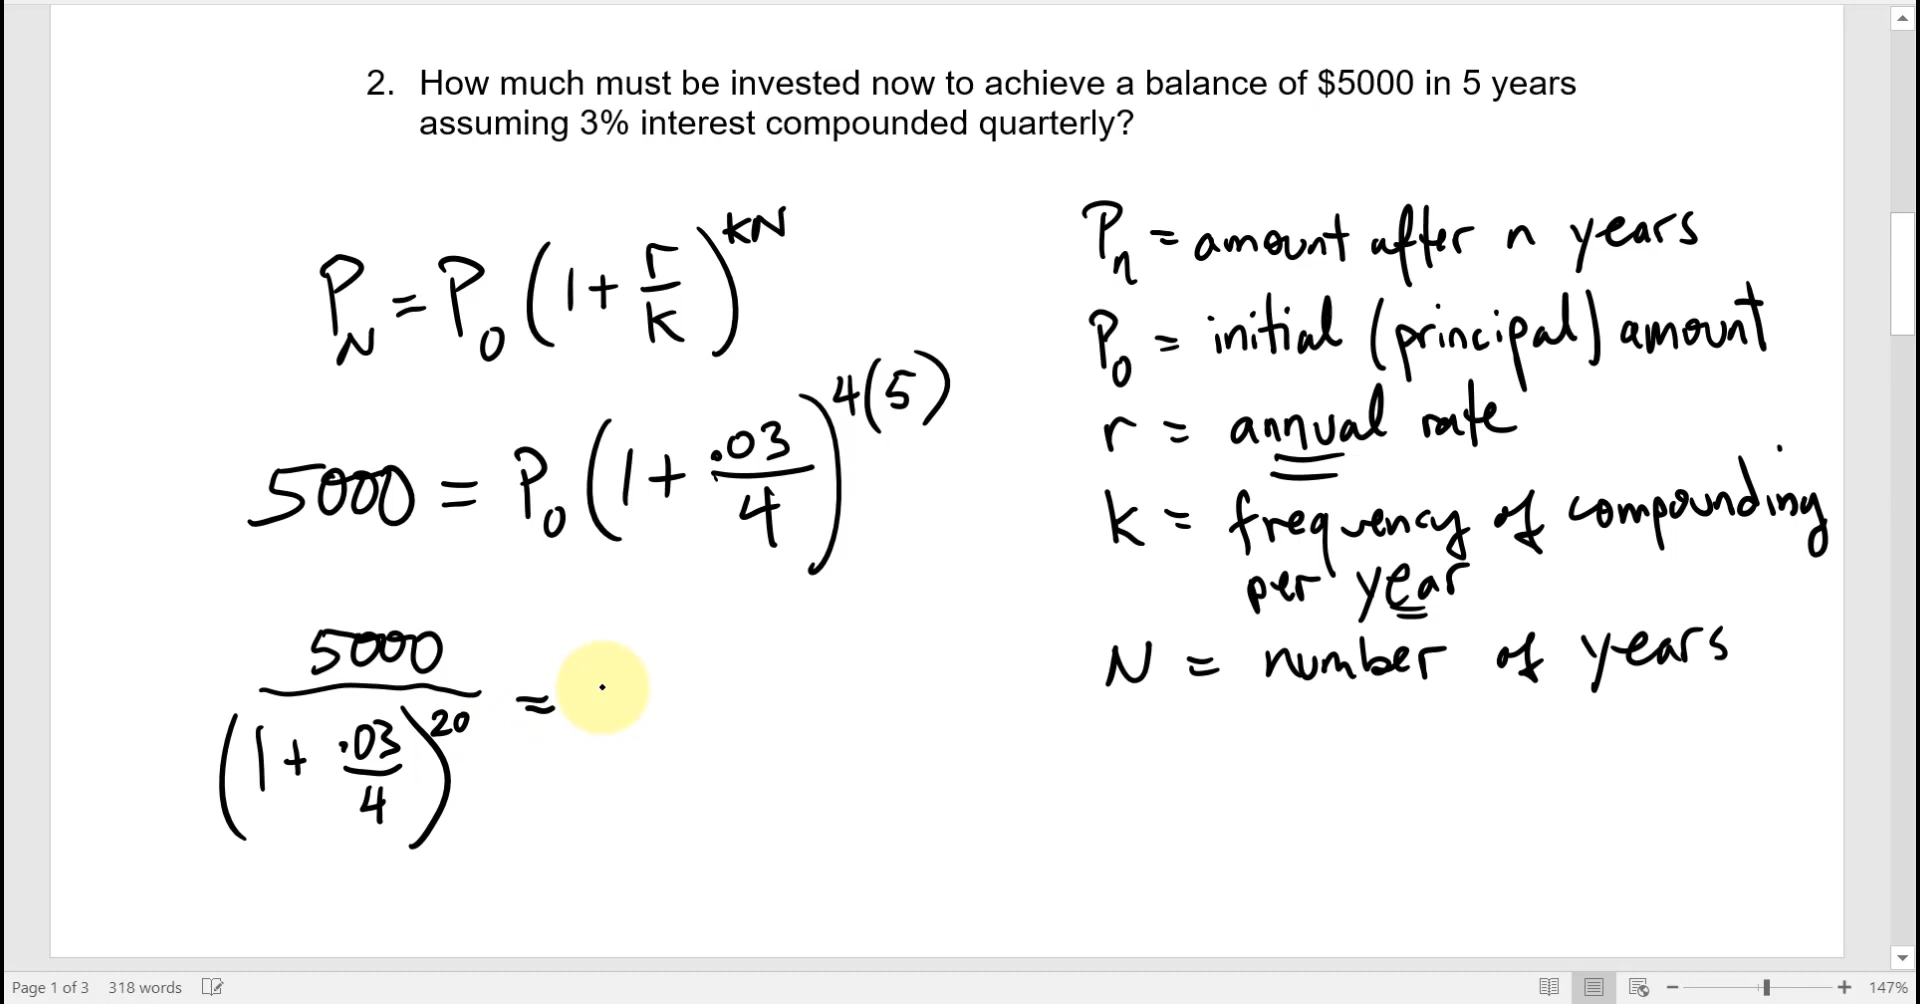 2. How much must be invested now to achieve a balance of $5000 in 5 years
assuming 3% interest compounded quarterly?
P_N = P_0 (1 + r/k)^kN
5000 = P_0 (1 + .03/4)^4(5)
5000/(1 + .03/4)^20 ≈
P_n = amount after n years
P_0 = initial (principal) amount
r = annual rate
k = frequency of compounding
per year
N = number of years
Page 1 of 3 318 words
147%